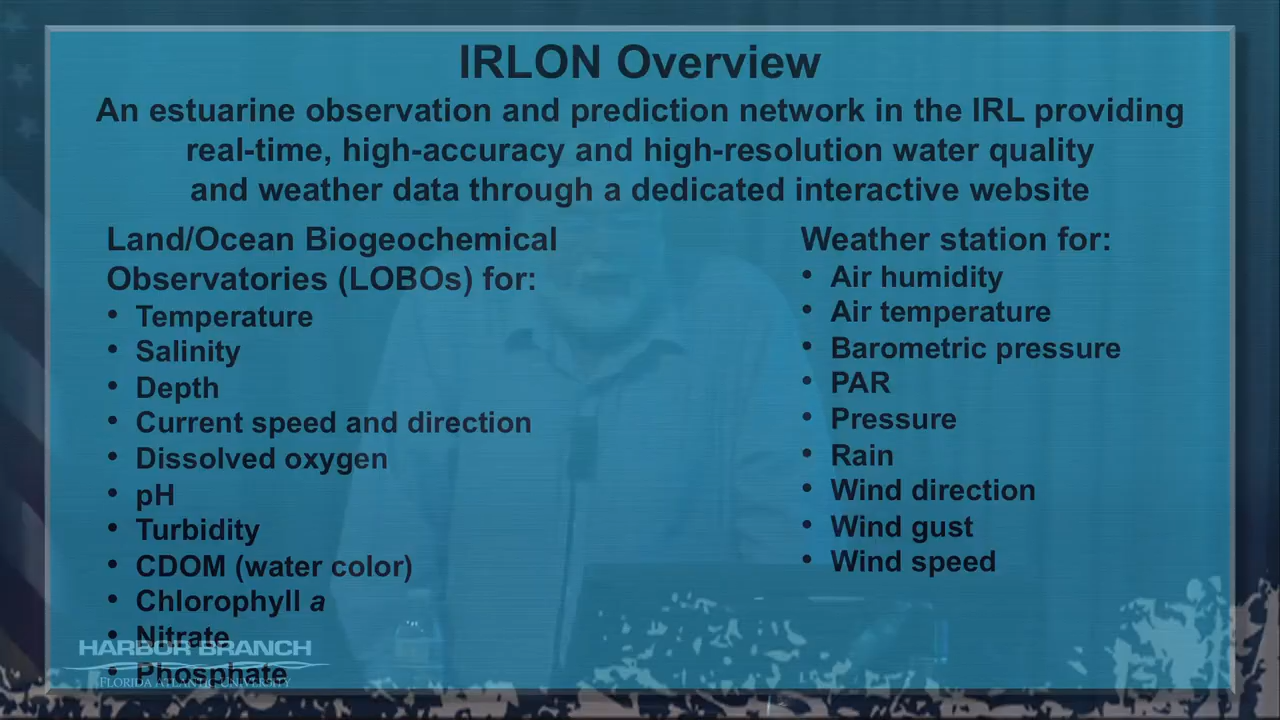 IRLON Overview
An estuarine observation and prediction network in the IRL providing
real-time, high-accuracy and high-resolution water quality
and weather data through a dedicated interactive website
Land/Ocean Biogeochemical
Observatories (LOBOs) for:
• Temperature
• Salinity
• Depth
• Current speed and direction
• Dissolved oxygen
• pH
• Turbidity
• CDOM (water color)
• Chlorophyll a
• Nitrate
• Phosphate
Weather station for:
• Air humidity
• Air temperature
• Barometric pressure
• PAR
• Pressure
• Rain
• Wind direction
• Wind gust
• Wind speed
HARBOR BRANCH
FLORIDA ATLANTIC UNIVERSITY